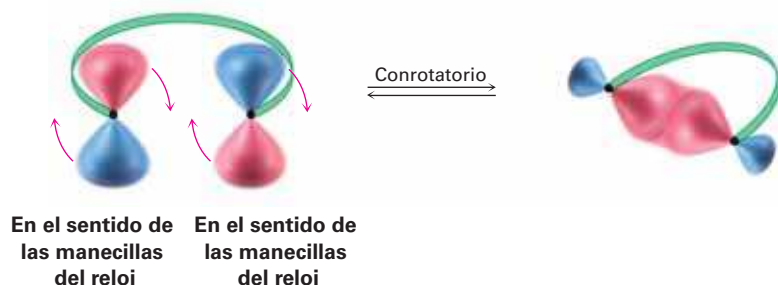 Conrotatorio
En el sentido de
las manecillas
del reloj
En el sentido de
las manecillas
del reloj